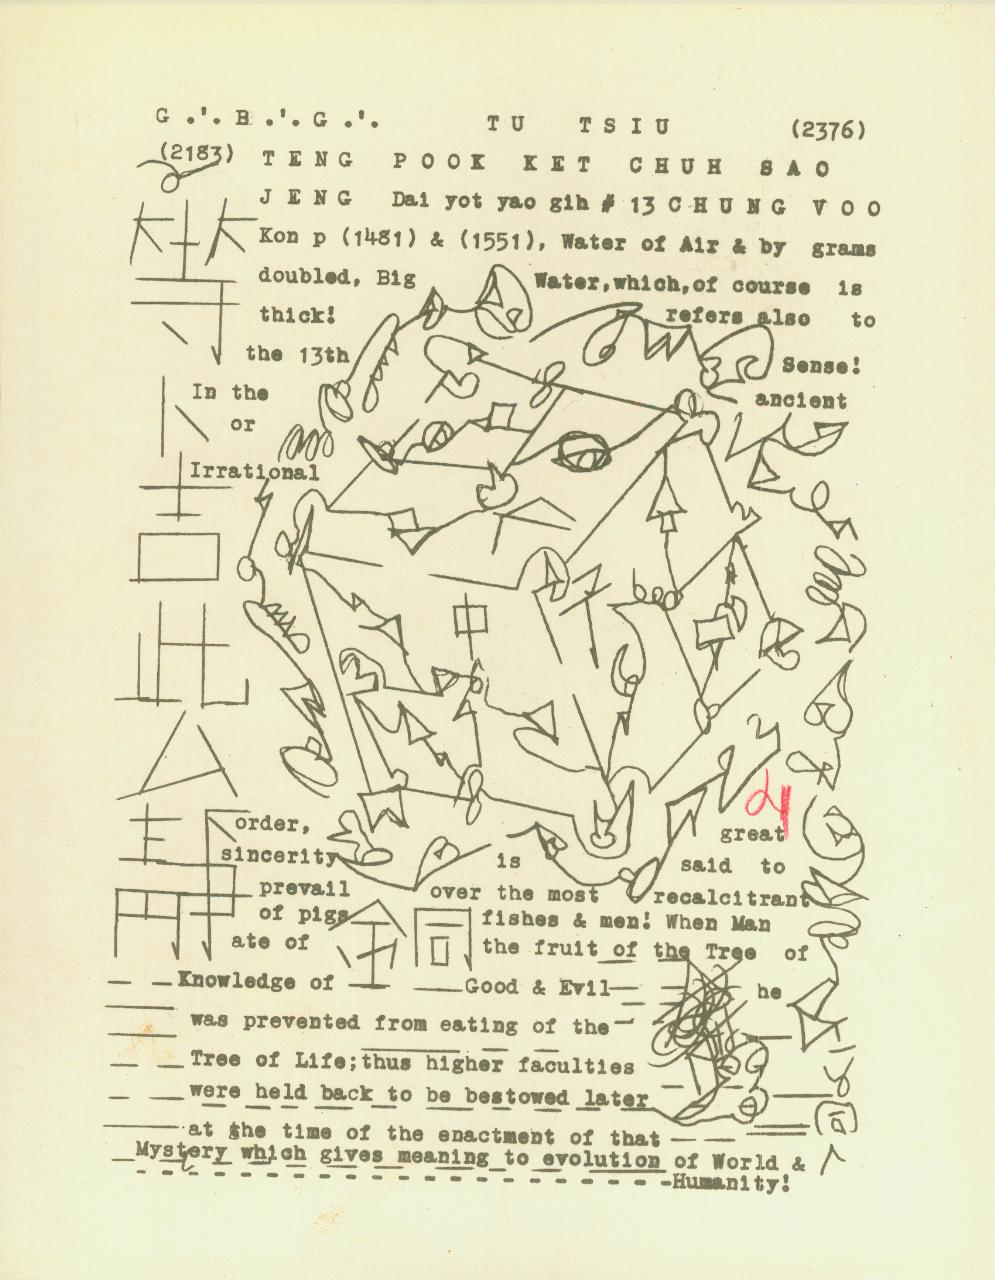 G .'. B .'. G .'. TU TSIU (2376)
(2183) TENG POOK KET CHUH SAO
JENG Dai yot yao gih # 13 CHUNG VOO
Kon p (1481) & (1551), Water of Air & by grams
doubled, Big Water,which,of course is
thick! refers also to
the 13th Sense!
In the ancient
or
Irrational
24
order, great
sincerity is said to
prevail over the most recalcitrant
of pigs fishes & men! When Man
ate of the fruit of the Tree of
Knowledge of Good & Evil he
was prevented from eating of the
Tree of Life;thus higher faculties
were held back to be bestowed later
at the time of the enactment of that
Mystery which gives meaning to evolution of World &
Humanity!